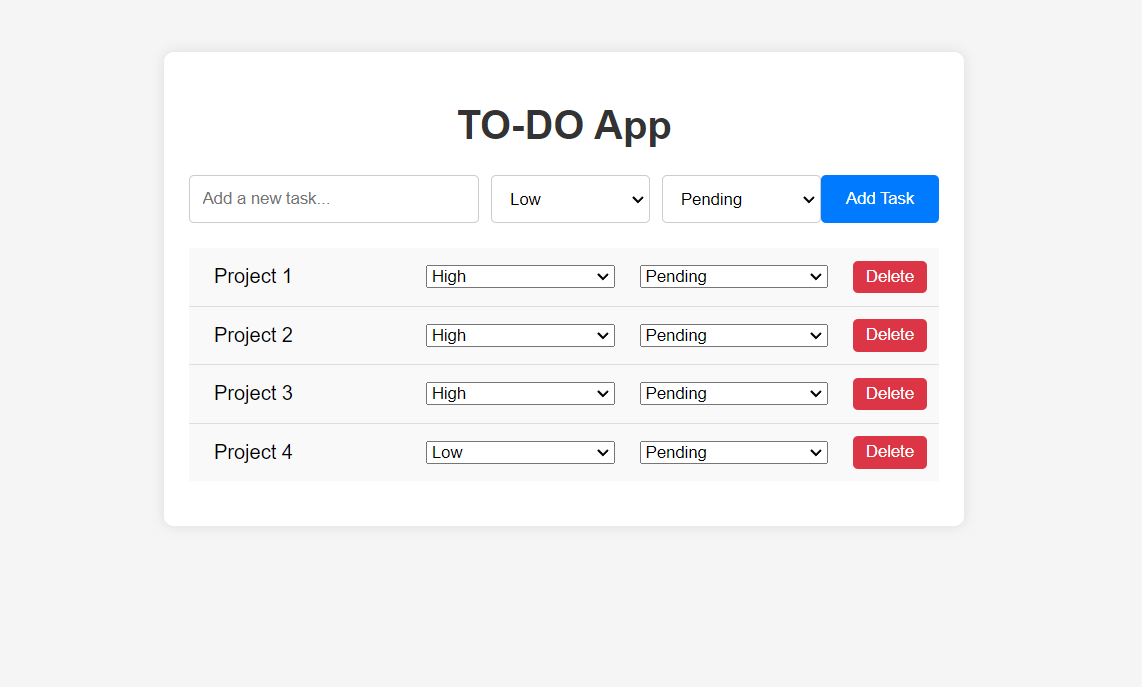 TO-DO App
Add a new task... Low Pending Add Task
Project 1 High Pending Delete
Project 2 High Pending Delete
Project 3 High Pending Delete
Project 4 Low Pending Delete